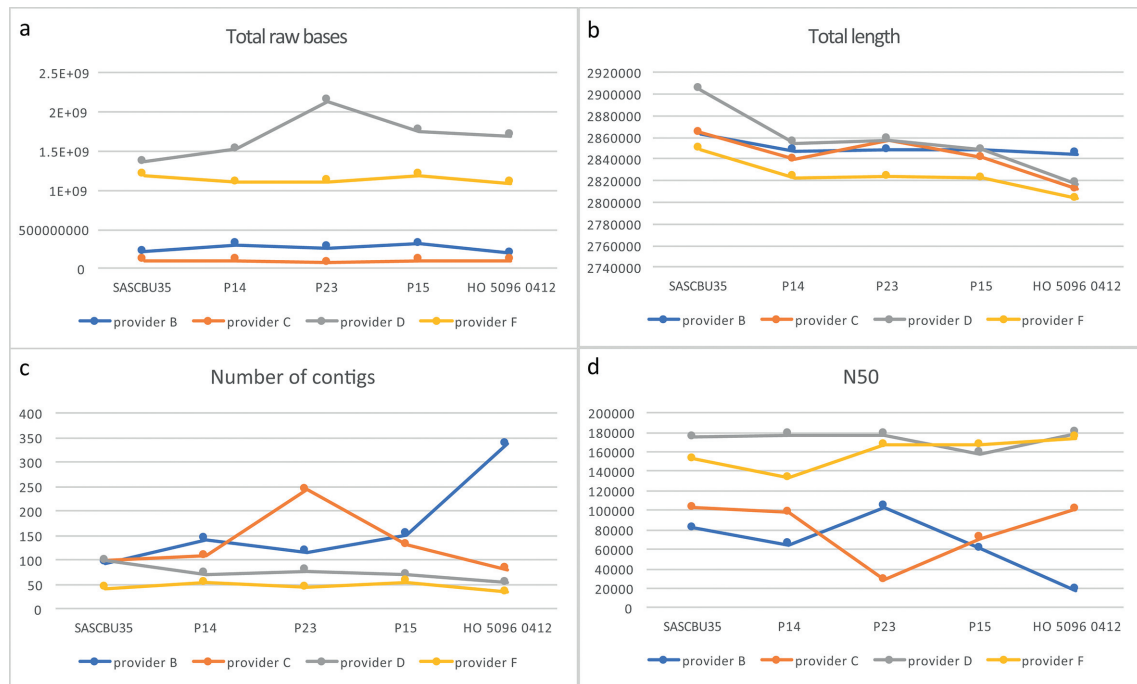 a
Total raw bases
2.5E+09
2E+09
1.5E+09
1E+09
500000000
0
SASCBU35 P14 P23 P15 HO 5096 0412
provider B provider C provider D provider F
b
Total length
2920000
2900000
2880000
2860000
2840000
2820000
2800000
2780000
2760000
2740000
SASCBU35 P14 P23 P15 HO 5096 0412
provider B provider C provider D provider F
c
Number of contigs
400
350
300
250
200
150
100
50
0
SASCBU35 P14 P23 P15 HO 5096 0412
provider B provider C provider D provider F
d
N50
200000
180000
160000
140000
120000
100000
80000
60000
40000
20000
0
SASCBU35 P14 P23 P15 HO 5096 0412
provider B provider C provider D provider F